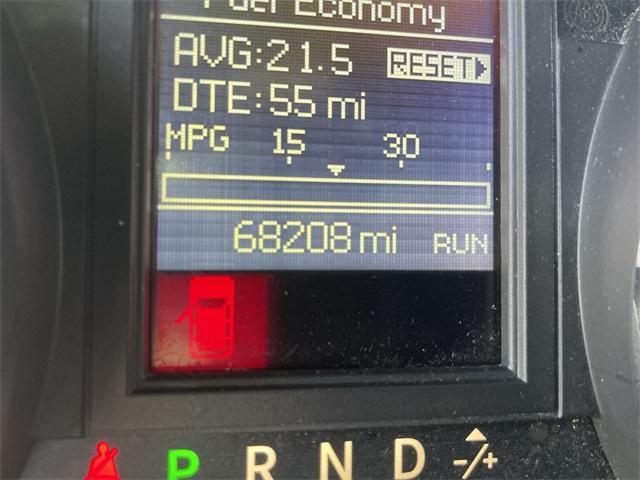 Fuel Economy
AVG:21.5 RESET
DTE:55 mi
MPG 15 30
68208 mi RUN
P R N D -/+